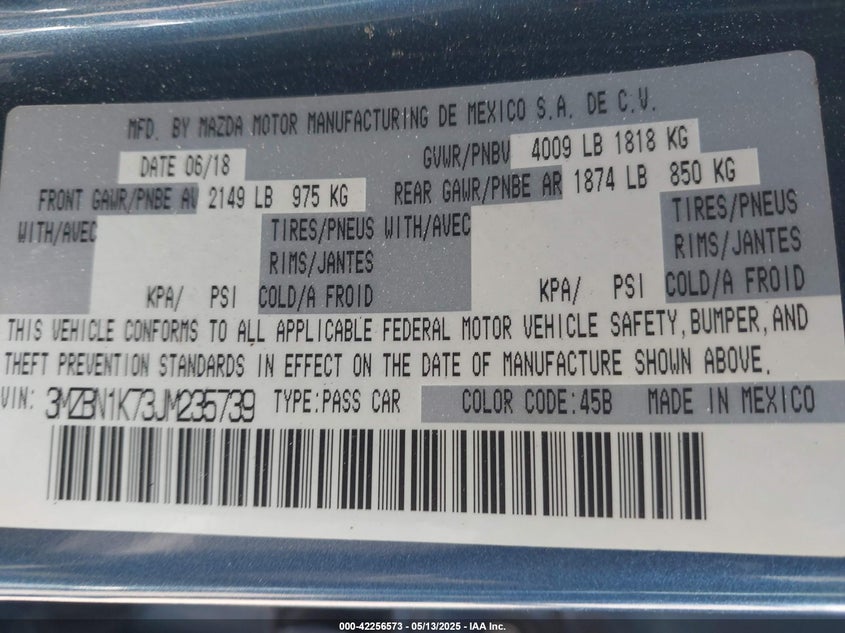 MFD. BY MAZDA MOTOR MANUFACTURING DE MEXICO S.A. DE C.V.
DATE 06/18 GVWR/PNBV 4009 LB 1818 KG
FRONT GAWR/PNBE AV 2149 LB 975 KG REAR GAWR/PNBE AR 1874 LB 850 KG
WITH/AVEC TIRES/PNEUS WITH/AVEC TIRES/PNEUS
RIMS/JANTES RIMS/JANTES
KPA/ PSI COLD/A FROID KPA/ PSI COLD/A FROID
THIS VEHICLE CONFORMS TO ALL APPLICABLE FEDERAL MOTOR VEHICLE SAFETY, BUMPER, AND
THEFT PREVENTION STANDARDS IN EFFECT ON THE DATE OF MANUFACTURE SHOWN ABOVE.
VIN: 3MZBN1K73JM235739 TYPE:PASS CAR COLOR CODE:45B MADE IN MEXICO
000-42256573 — 05/13/2025 - IAA Inc.